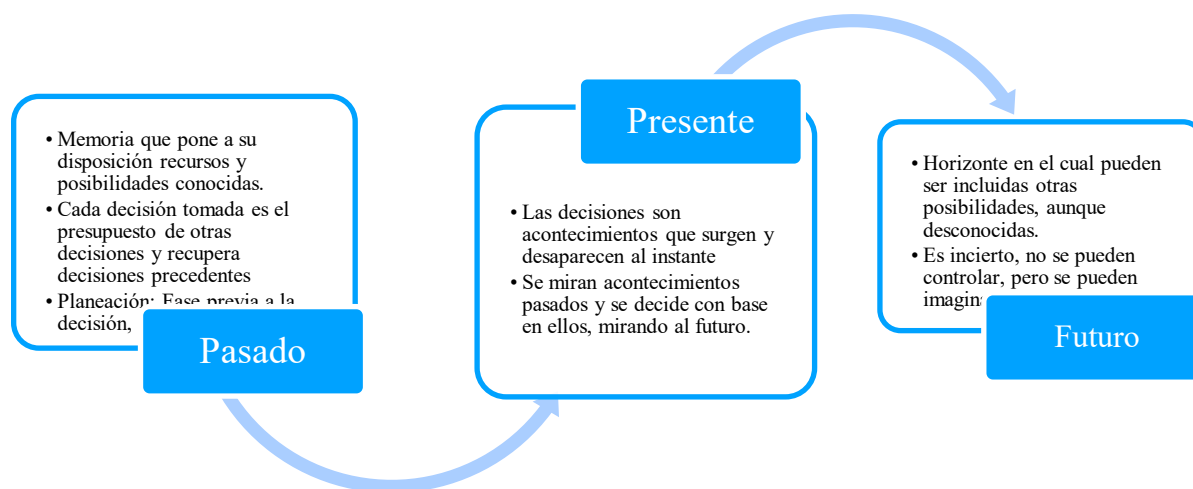 • Memoria que pone a su
disposición recursos y
posibilidades conocidas.
• Cada decisión tomada es el
presupuesto de otras
decisiones y recupera
decisiones precedentes
• Planeación: Fase previa a la
decisión,
Pasado
Presente
• Las decisiones son
acontecimientos que surgen y
desaparecen al instante
• Se miran acontecimientos
pasados y se decide con base
en ellos, mirando al futuro.
• Horizonte en el cual pueden
ser incluidas otras
posibilidades, aunque
desconocidas.
• Es incierto, no se pueden
controlar, pero se pueden
Futuro